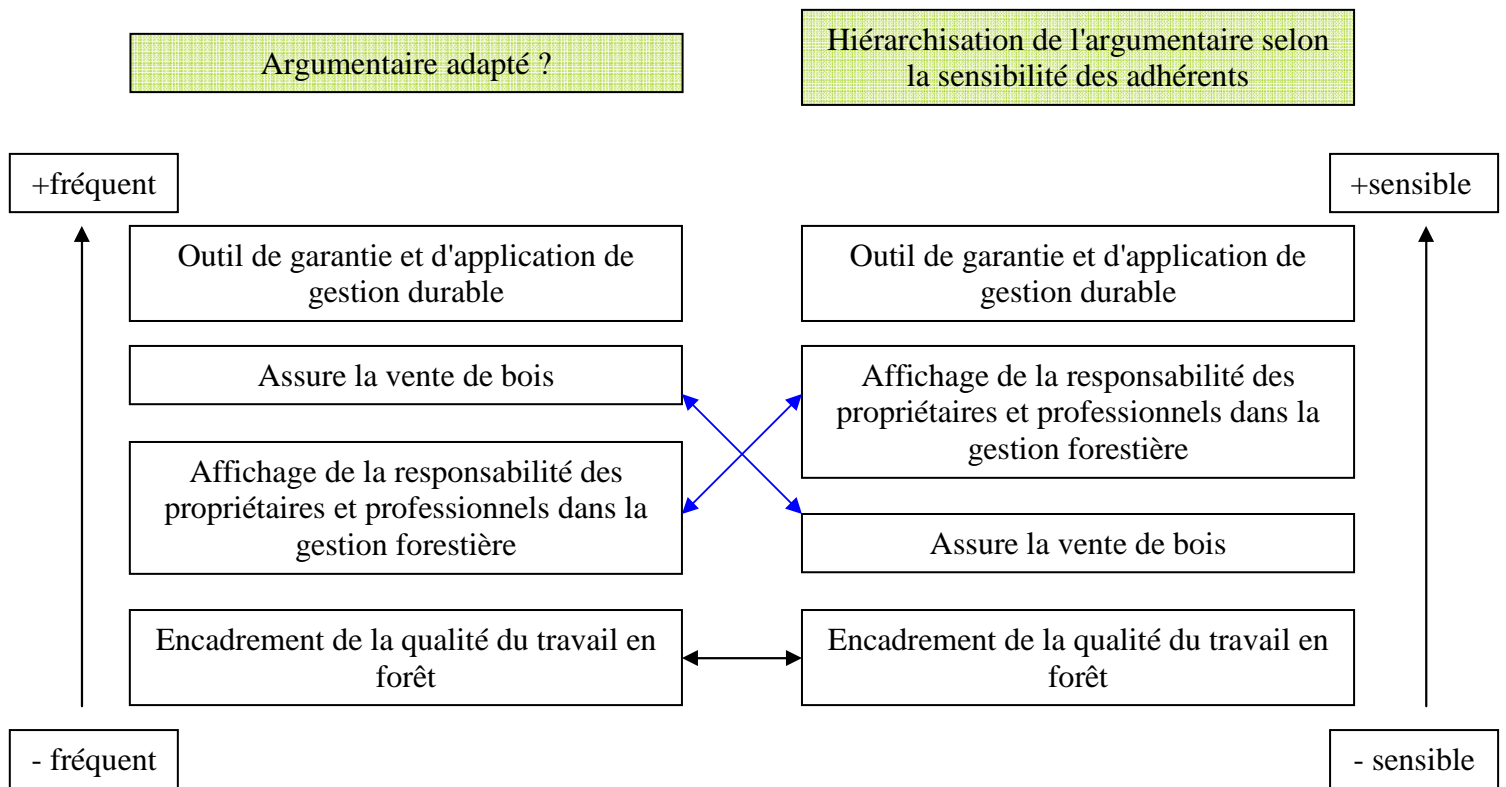 Argumentaire adapté ?
Hiérarchisation de l'argumentaire selon
la sensibilité des adhérents
+fréquent
+sensible
Outil de garantie et d'application de
gestion durable
Outil de garantie et d'application de
gestion durable
Assure la vente de bois
Affichage de la responsabilité des
propriétaires et professionnels dans la
gestion forestière
Affichage de la responsabilité des
propriétaires et professionnels dans la
gestion forestière
Assure la vente de bois
Encadrement de la qualité du travail en
forêt
Encadrement de la qualité du travail en
forêt
- fréquent
- sensible